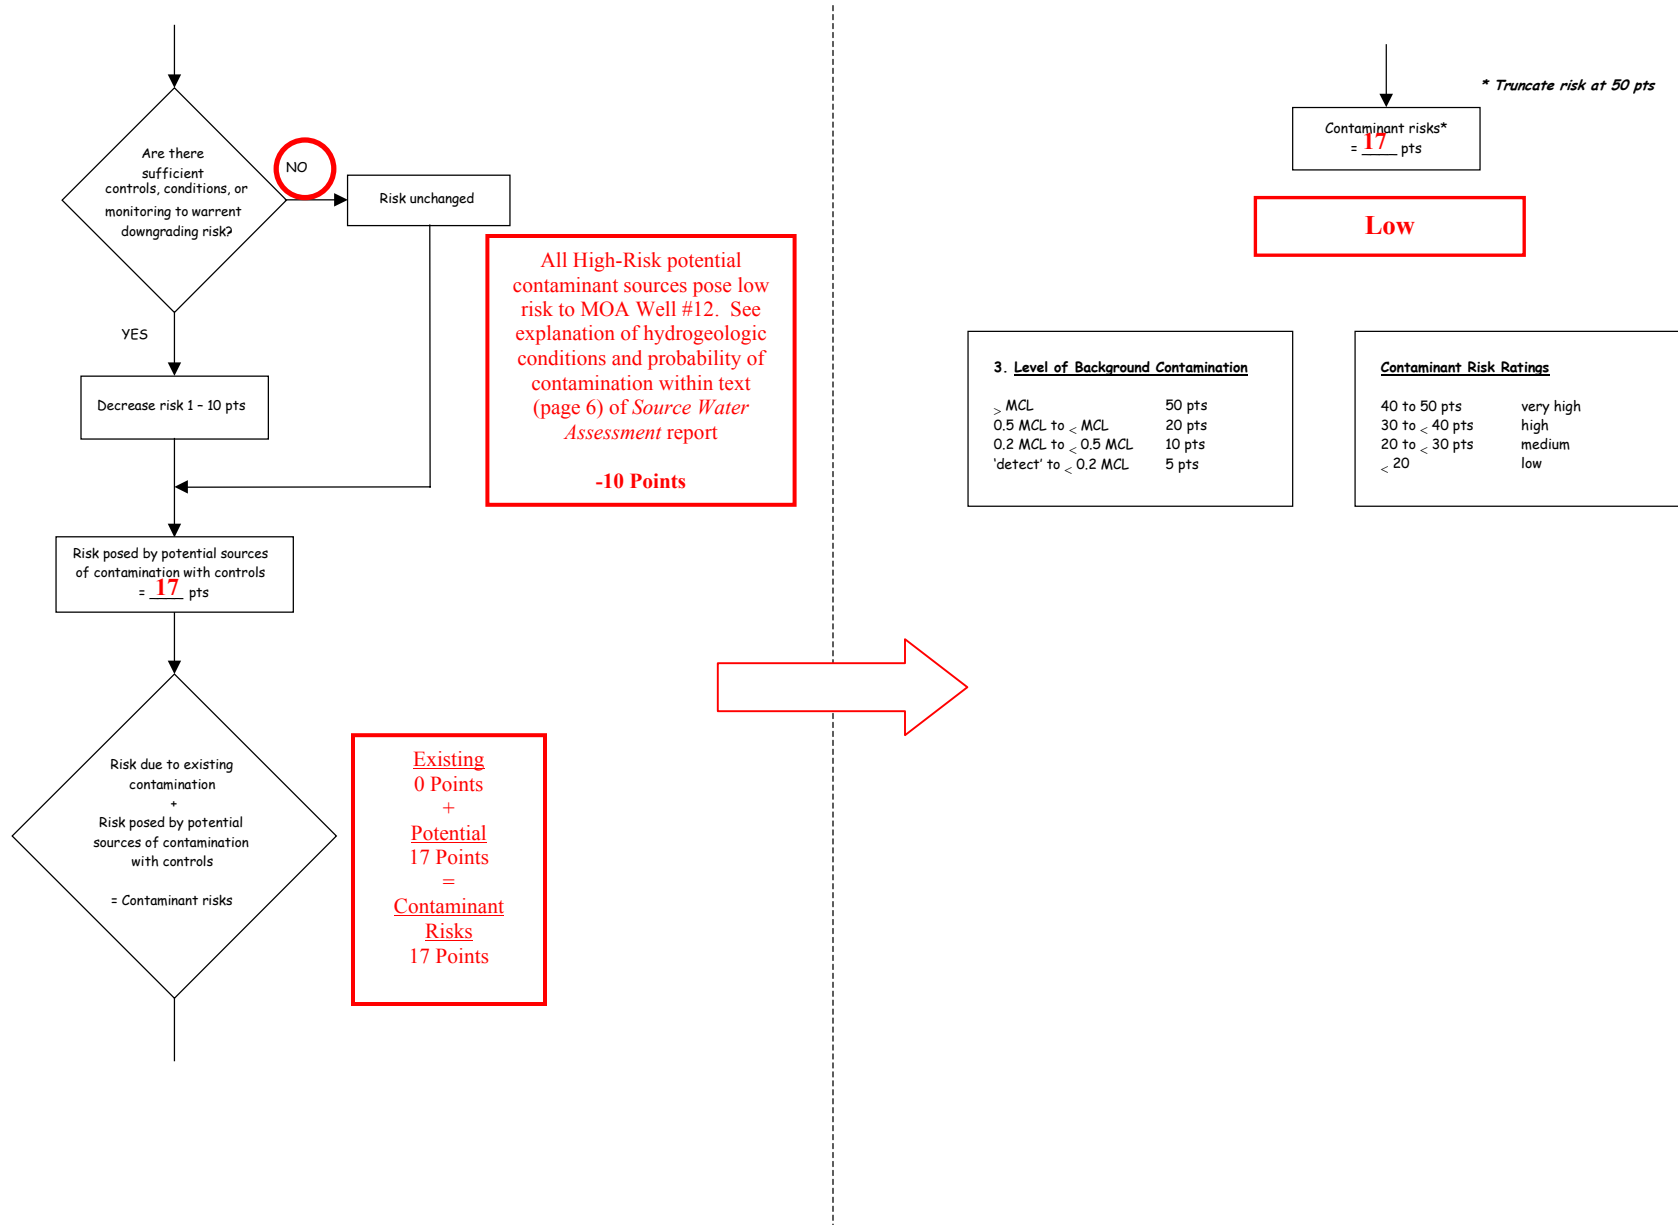 Are there
sufficient
controls, conditions, or
monitoring to warrent
downgrading risk?
NO
Risk unchanged
YES
Decrease risk 1 – 10 pts
All High-Risk potential
contaminant sources pose low
risk to MOA Well #12.  See
explanation of hydrogeologic
conditions and probability of
contamination within text
(page 6) of Source Water
Assessment report
-10 Points
Risk posed by potential sources
of contamination with controls
= 17 pts
Risk due to existing
contamination
+
Risk posed by potential
sources of contamination
with controls
= Contaminant risks
Existing
0 Points
+
Potential
17 Points
=
Contaminant
Risks
17 Points
* Truncate risk at 50 pts
Contaminant risks*
= 17 pts
Low
3. Level of Background Contamination
> MCL 50 pts
0.5 MCL to < MCL 20 pts
0.2 MCL to < 0.5 MCL 10 pts
'detect' to < 0.2 MCL 5 pts
Contaminant Risk Ratings
40 to 50 pts very high
30 to < 40 pts high
20 to < 30 pts medium
< 20 low